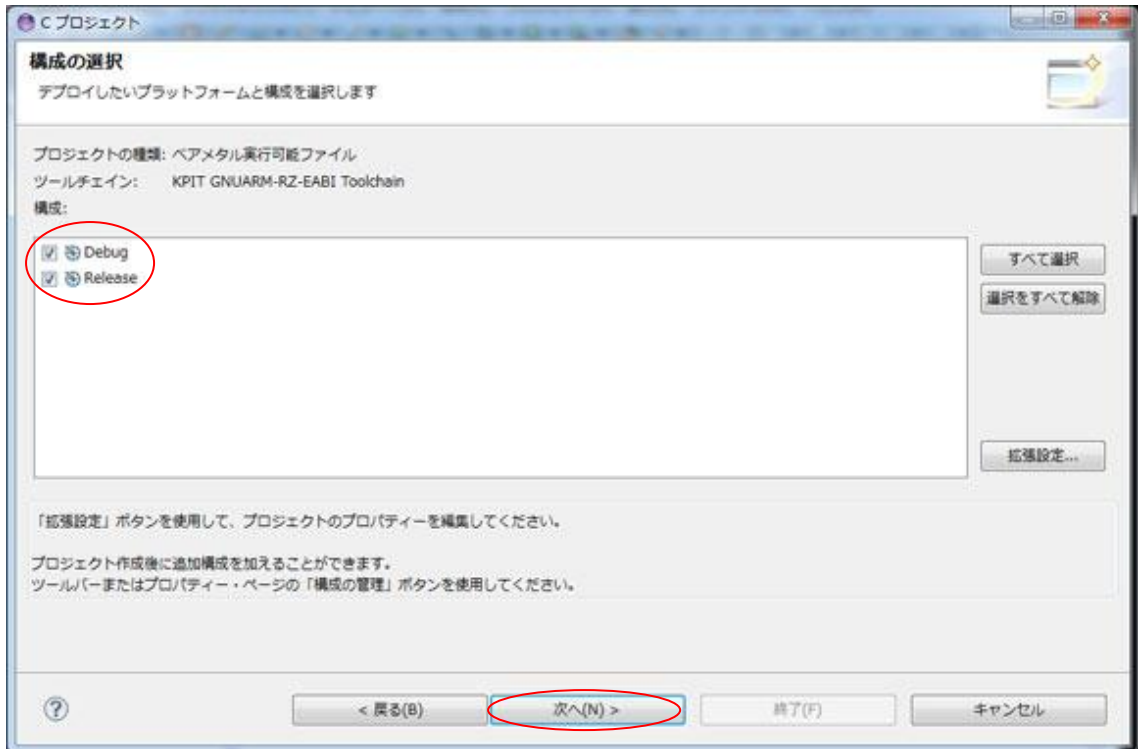 C プロジェクト
構成の選択
デプロイしたいプラットフォームと構成を選択します
プロジェクトの種類: ベアメタル実行可能ファイル
ツールチェイン: KPIT GNUARM-RZ-EABI Toolchain
構成:
Debug
Release
すべて選択
選択をすべて解除
拡張設定...
「拡張設定」ボタンを使用して、プロジェクトのプロパティーを編集してください。
プロジェクト作成後に追加構成を加えることができます。
ツールバーまたはプロパティー・ページの「構成の管理」ボタンを使用してください。
? < 戻る(B) 次へ(N) > 終了(F) キャンセル